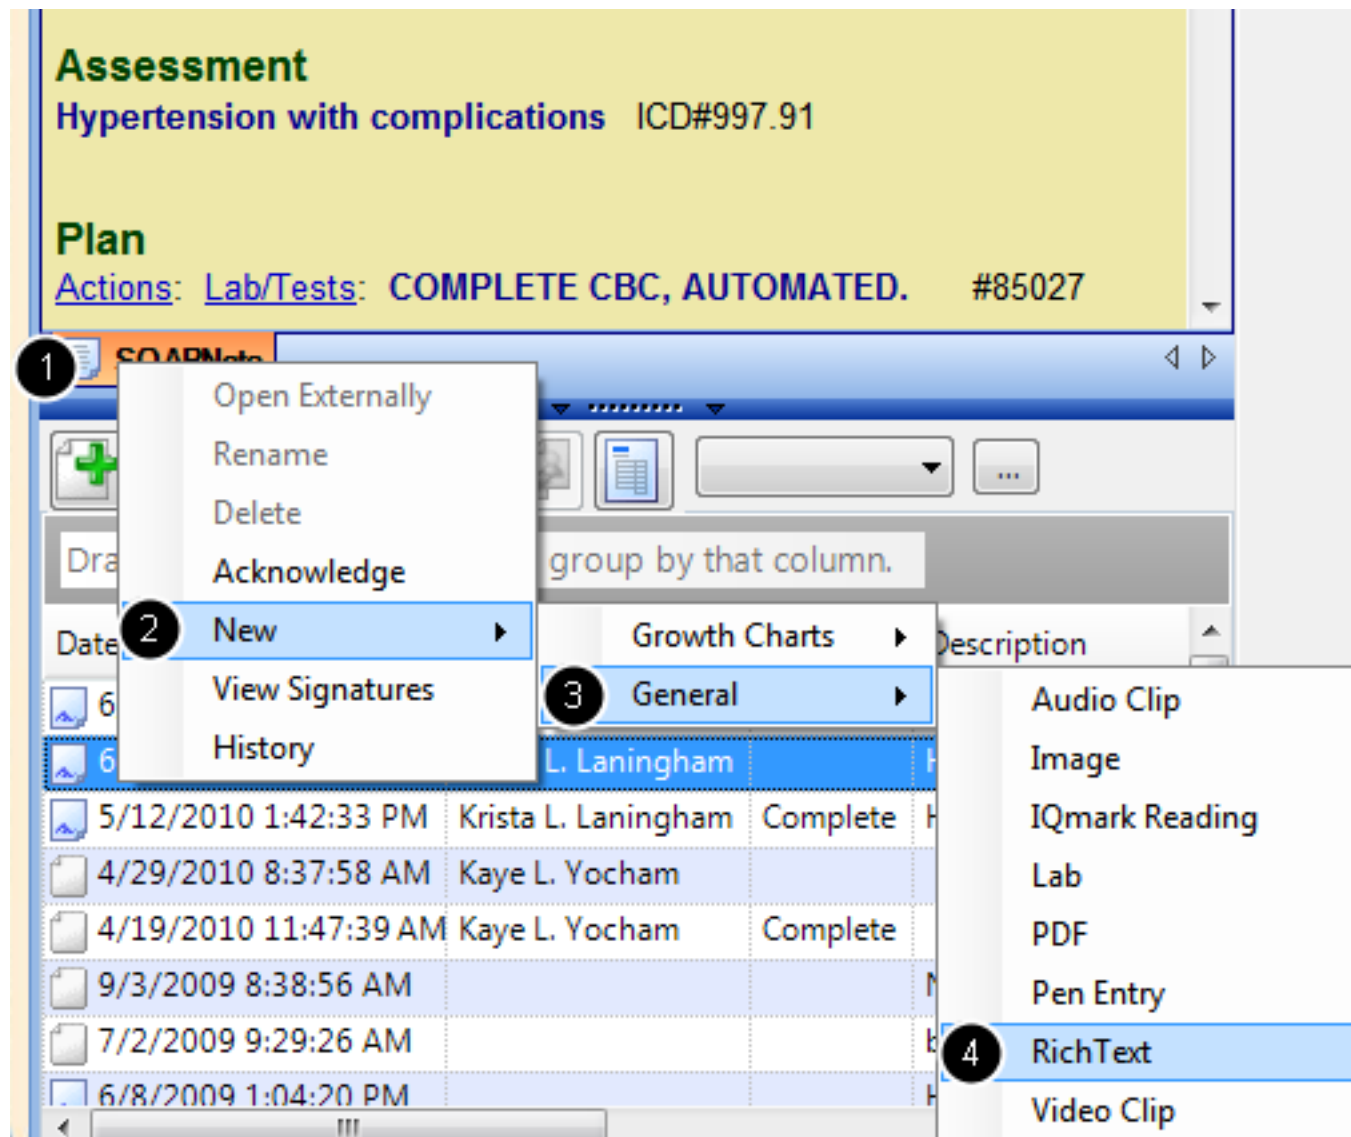 Assessment
Hypertension with complications ICD#997.91
Plan
Actions: Lab/Tests: COMPLETE CBC, AUTOMATED. #85027
1 SOAPNote
Open Externally
Rename
Delete
Acknowledge
2 New
View Signatures
History
...
Dra group by that column.
Date Description
Growth Charts
3 General
Audio Clip
Image
IQmark Reading
Lab
PDF
Pen Entry
4 RichText
Video Clip
6
6 L. Laningham
5/12/2010 1:42:33 PM Krista L. Laningham Complete
4/29/2010 8:37:58 AM Kaye L. Yocham
4/19/2010 11:47:39 AM Kaye L. Yocham Complete
9/3/2009 8:38:56 AM
7/2/2009 9:29:26 AM
6/8/2009 1:04:20 PM